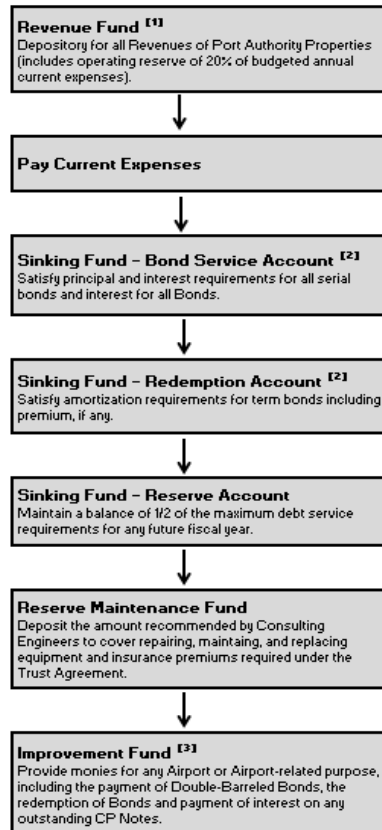 Revenue Fund [1]
Depository for all Revenues of Port Authority Properties
(includes operating reserve of 20% of budgeted annual
current expenses).
Pay Current Expenses
Sinking Fund – Bond Service Account [2]
Satisfy principal and interest requirements for all serial
bonds and interest for all Bonds.
Sinking Fund – Redemption Account [2]
Satisfy amortization requirements for term bonds including
premium, if any.
Sinking Fund – Reserve Account
Maintain a balance of 1/2 of the maximum debt service
requirements for any future fiscal year.
Reserve Maintenance Fund
Deposit the amount recommended by Consulting
Engineers to cover repairing, maintaing, and replacing
equipment and insurance premiums required under the
Trust Agreement.
Improvement Fund [3]
Provide monies for any Airport or Airport-related purpose,
including the payment of Double-Barreled Bonds, the
redemption of Bonds and payment of interest on any
outstanding CP Notes.